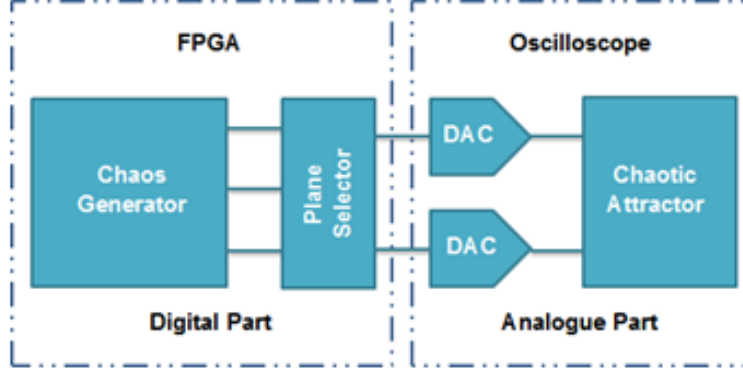 FPGA
Oscilloscope
Chaos
Generator
Plane
Selector
DAC
DAC
Chaotic
Attractor
Digital Part
Analogue Part